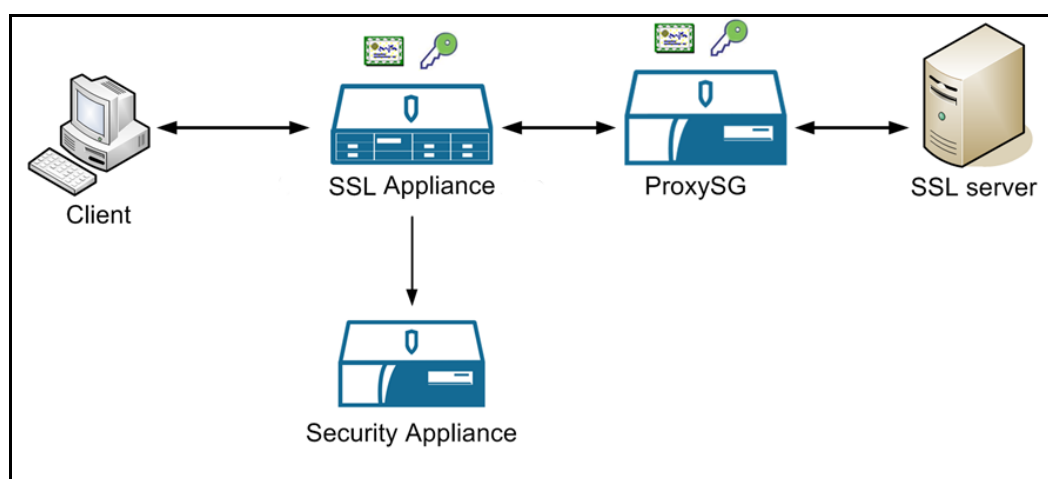 Client
SSL Appliance
ProxySG
SSL server
Security Appliance